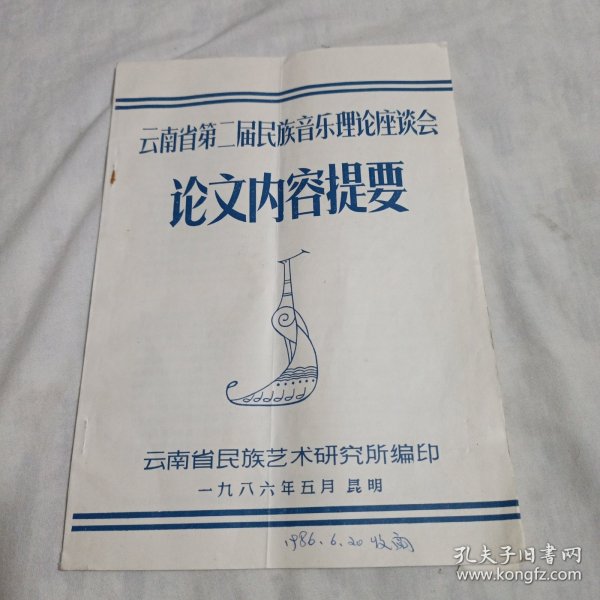 云南省第二届民族音乐理论座谈会
论文内容提要
云南省民族艺术研究所编印
一九八六年五月 昆明
1986.6.20 收阅
孔夫子旧书网
www.kongfz.com